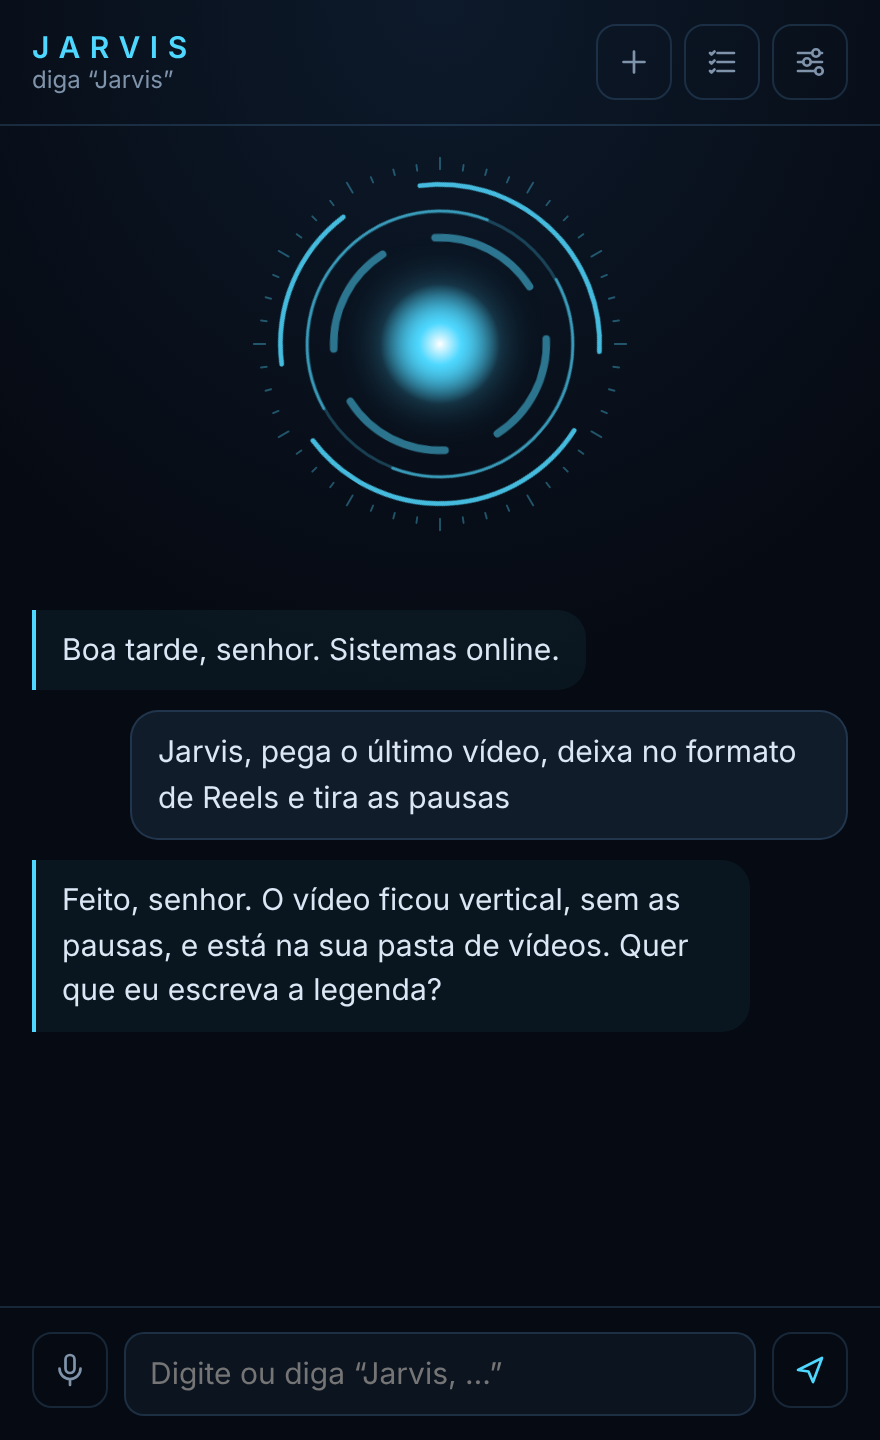 JARVIS
diga “Jarvis”
Boa tarde, senhor. Sistemas online.
Jarvis, pega o último vídeo, deixa no formato
de Reels e tira as pausas
Feito, senhor. O vídeo ficou vertical, sem as
pausas, e está na sua pasta de vídeos. Quer
que eu escreva a legenda?
Digite ou diga “Jarvis, ...”